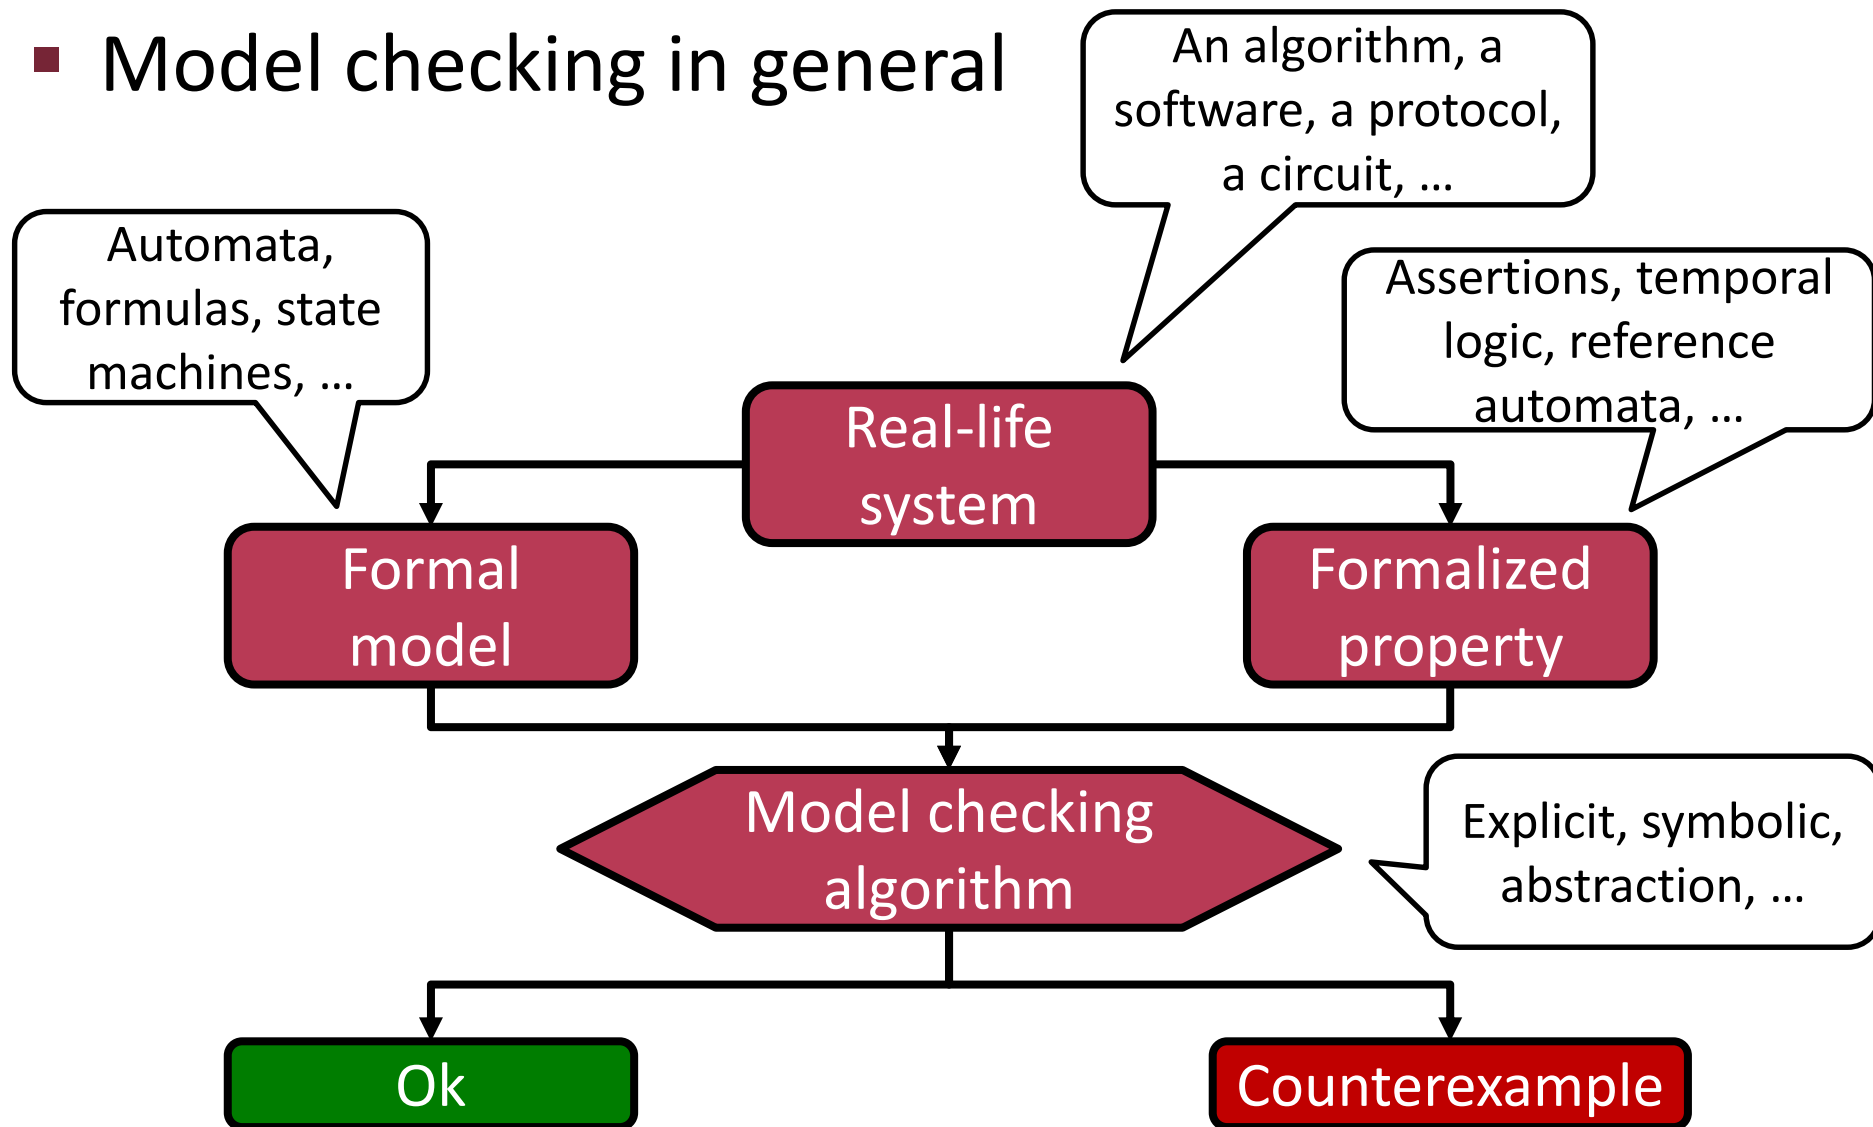 Model checking in general
An algorithm, a
software, a protocol,
a circuit, ...
Automata,
formulas, state
machines, ...
Assertions, temporal
logic, reference
automata, ...
Real-life
system
Formal
model
Formalized
property
Model checking
algorithm
Explicit, symbolic,
abstraction, ...
Ok
Counterexample